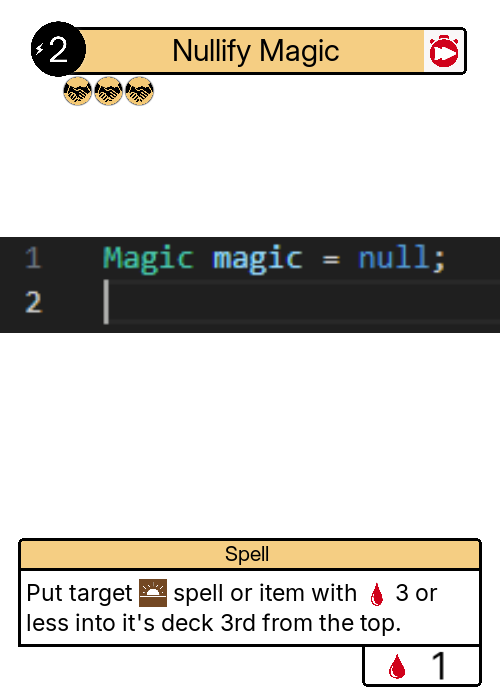 2 Nullify Magic
1 Magic magic = null;
2
Spell
Put target spell or item with 3 or
less into it's deck 3rd from the top.
1